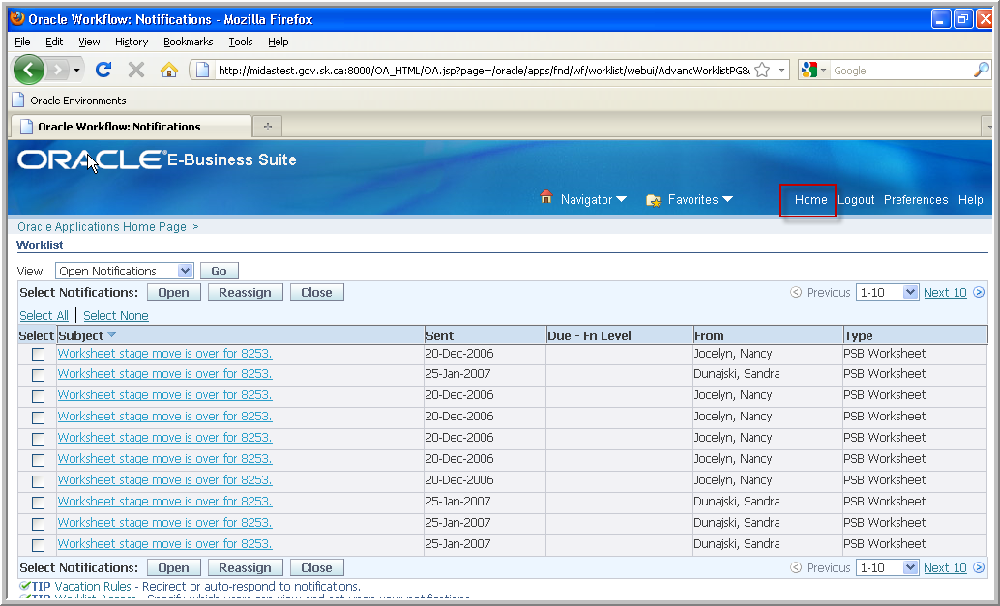 Oracle Workflow: Notifications - Mozilla Firefox
File Edit View History Bookmarks Tools Help
http://midastest.gov.sk.ca:8000/OA_HTML/OA.jsp?page=/oracle/apps/fnd/wf/worklist/webui/AdvancWorklistPG& Google
Oracle Environments
Oracle Workflow: Notifications
ORACLE® E-Business Suite
Navigator Favorites Home Logout Preferences Help
Oracle Applications Home Page >
Worklist
View Open Notifications Go
Select Notifications: Open Reassign Close Previous 1-10 Next 10
Select All | Select None
Select Subject Sent Due - Fn Level From Type
Worksheet stage move is over for 8253. 20-Dec-2006 Jocelyn, Nancy PSB Worksheet
Worksheet stage move is over for 8253. 25-Jan-2007 Dunajski, Sandra PSB Worksheet
Worksheet stage move is over for 8253. 20-Dec-2006 Jocelyn, Nancy PSB Worksheet
Worksheet stage move is over for 8253. 20-Dec-2006 Jocelyn, Nancy PSB Worksheet
Worksheet stage move is over for 8253. 20-Dec-2006 Jocelyn, Nancy PSB Worksheet
Worksheet stage move is over for 8253. 20-Dec-2006 Jocelyn, Nancy PSB Worksheet
Worksheet stage move is over for 8253. 20-Dec-2006 Jocelyn, Nancy PSB Worksheet
Worksheet stage move is over for 8253. 25-Jan-2007 Dunajski, Sandra PSB Worksheet
Worksheet stage move is over for 8253. 25-Jan-2007 Dunajski, Sandra PSB Worksheet
Worksheet stage move is over for 8253. 25-Jan-2007 Dunajski, Sandra PSB Worksheet
Select Notifications: Open Reassign Close Previous 1-10 Next 10
TIP Vacation Rules - Redirect or auto-respond to notifications.
TIP Worklist Access - Specify which users can view and act upon your notifications.